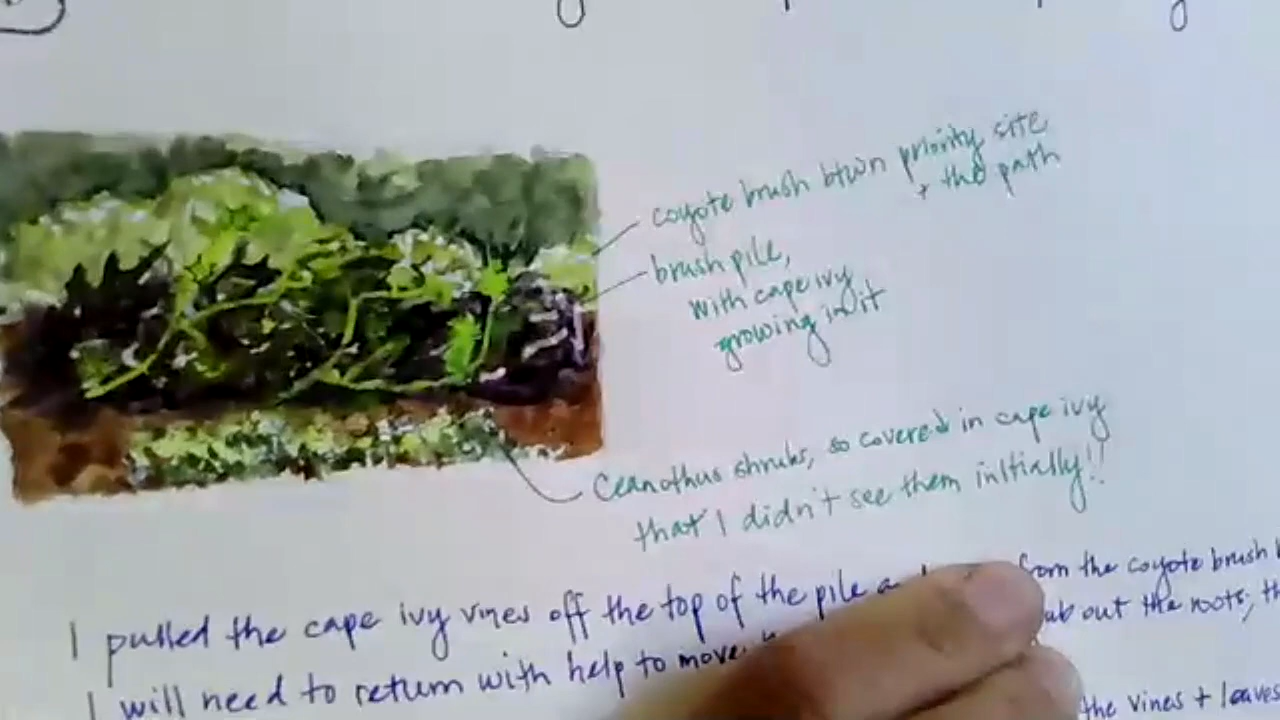 coyote brush btwn priority site
+ the path
brush pile,
with cape ivy
growing in it
Ceanothus shrubs, so covered in cape ivy
that I didn't see them initially!!
I pulled the cape ivy vines off the top of the pile from the coyote brush
I will need to return with help to move out the roots;
the vines + leaves